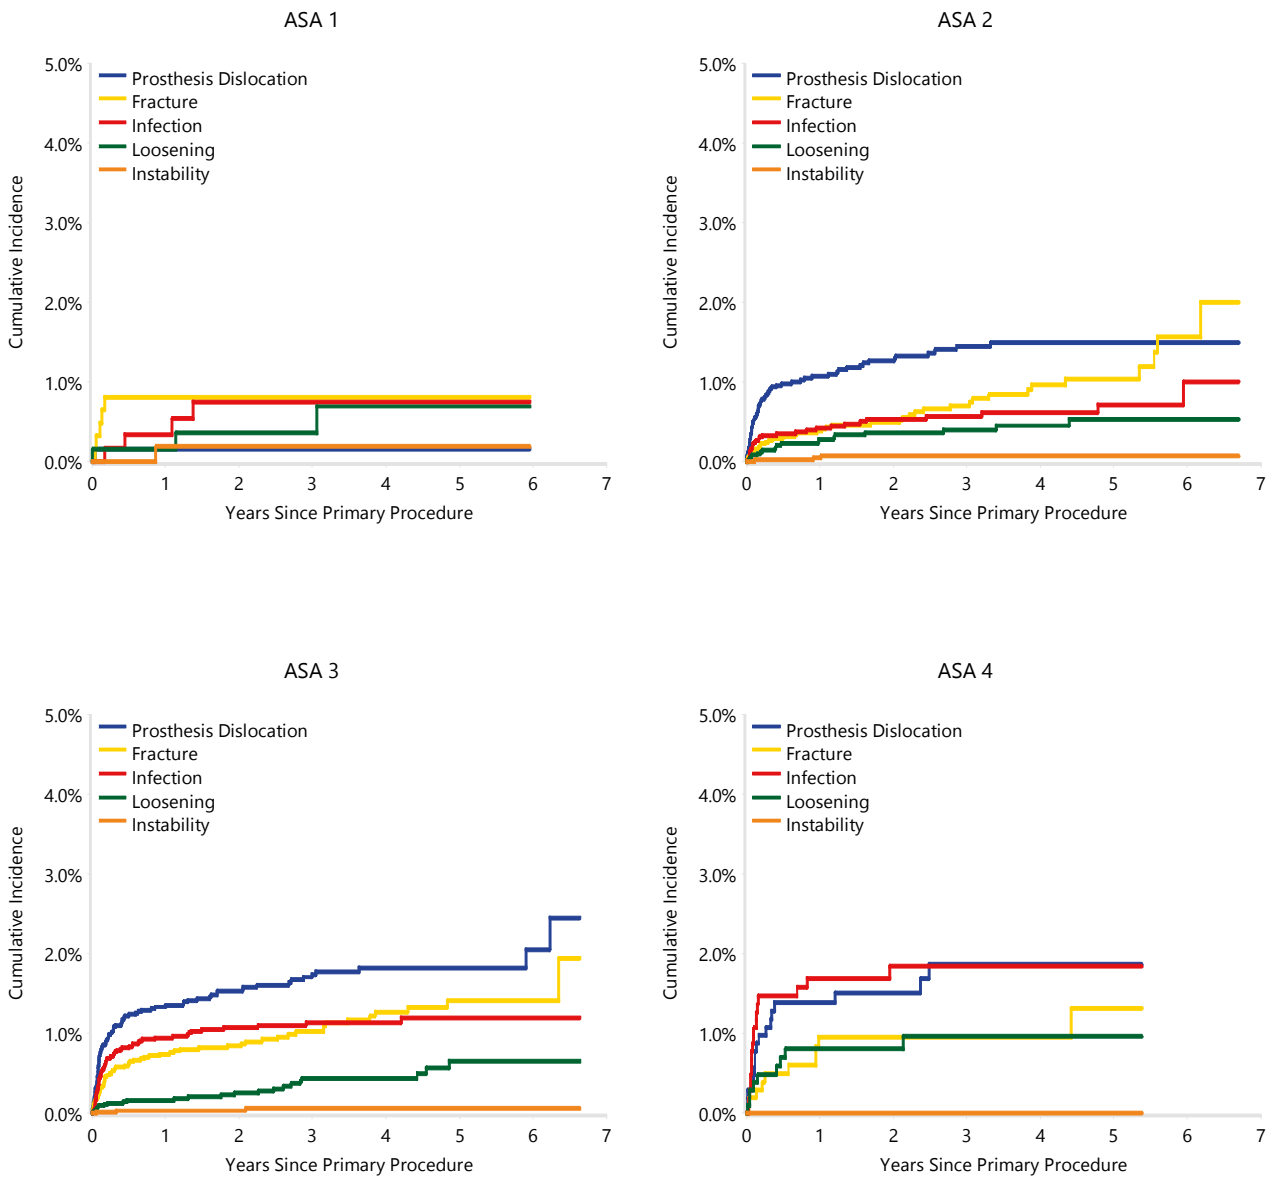 ASA 1
5.0%
4.0%
3.0%
2.0%
1.0%
0.0%
Cumulative Incidence
Prosthesis Dislocation
Fracture
Infection
Loosening
Instability
0 1 2 3 4 5 6 7
Years Since Primary Procedure
ASA 2
5.0%
4.0%
3.0%
2.0%
1.0%
0.0%
Cumulative Incidence
Prosthesis Dislocation
Fracture
Infection
Loosening
Instability
0 1 2 3 4 5 6 7
Years Since Primary Procedure
ASA 3
5.0%
4.0%
3.0%
2.0%
1.0%
0.0%
Cumulative Incidence
Prosthesis Dislocation
Fracture
Infection
Loosening
Instability
0 1 2 3 4 5 6 7
Years Since Primary Procedure
ASA 4
5.0%
4.0%
3.0%
2.0%
1.0%
0.0%
Cumulative Incidence
Prosthesis Dislocation
Fracture
Infection
Loosening
Instability
0 1 2 3 4 5 6 7
Years Since Primary Procedure